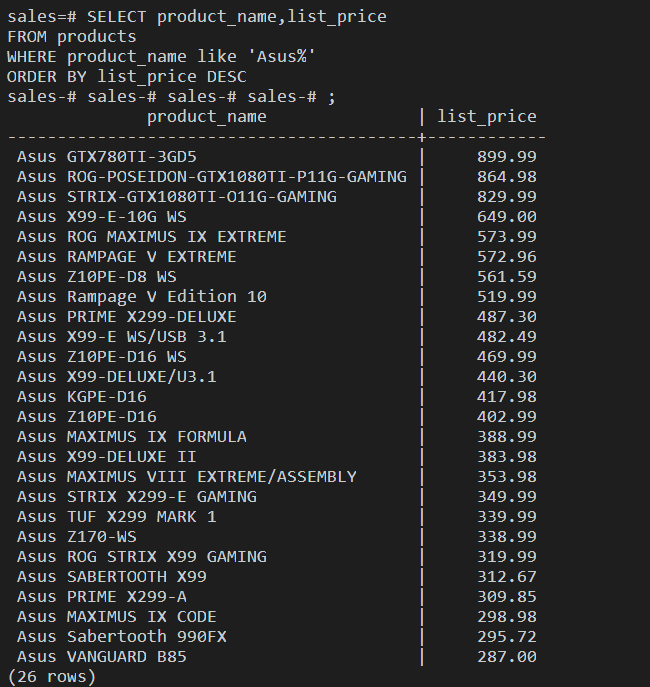 sales=# SELECT product_name,list_price
FROM products
WHERE product_name like 'Asus%'
ORDER BY list_price DESC
sales-# sales-# sales-# sales-# ;
product_name | list_price
-----------------------------------------+------------
Asus GTX780TI-3GD5 | 899.99
Asus ROG-POSEIDON-GTX1080TI-P11G-GAMING | 864.98
Asus STRIX-GTX1080TI-O11G-GAMING | 829.99
Asus X99-E-10G WS | 649.00
Asus ROG MAXIMUS IX EXTREME | 573.99
Asus RAMPAGE V EXTREME | 572.96
Asus Z10PE-D8 WS | 561.59
Asus Rampage V Edition 10 | 519.99
Asus PRIME X299-DELUXE | 487.30
Asus X99-E WS/USB 3.1 | 482.49
Asus Z10PE-D16 WS | 469.99
Asus X99-DELUXE/U3.1 | 440.30
Asus KGPE-D16 | 417.98
Asus Z10PE-D16 | 402.99
Asus MAXIMUS IX FORMULA | 388.99
Asus X99-DELUXE II | 383.98
Asus MAXIMUS VIII EXTREME/ASSEMBLY | 353.98
Asus STRIX X299-E GAMING | 349.99
Asus TUF X299 MARK 1 | 339.99
Asus Z170-WS | 338.99
Asus ROG STRIX X99 GAMING | 319.99
Asus SABERTOOTH X99 | 312.67
Asus PRIME X299-A | 309.85
Asus MAXIMUS IX CODE | 298.98
Asus Sabertooth 990FX | 295.72
Asus VANGUARD B85 | 287.00
(26 rows)